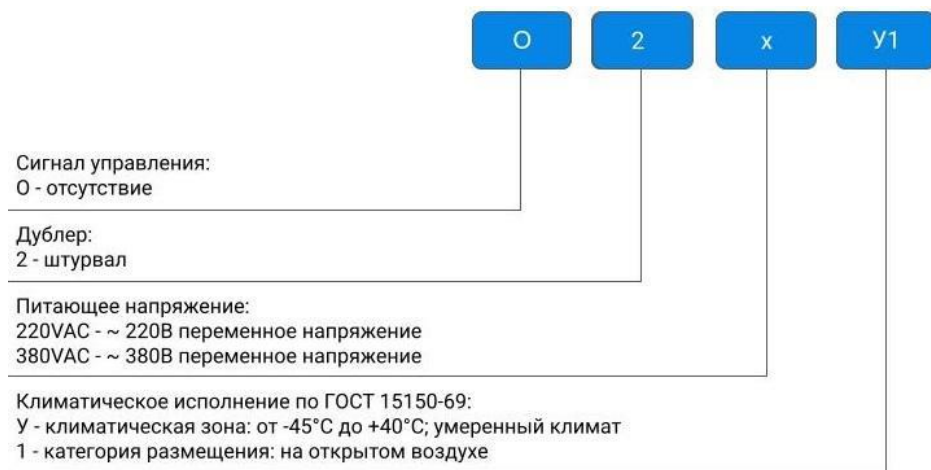 О 2 х У1
Сигнал управления:
О - отсутствие
Дублер:
2 - штурвал
Питающее напряжение:
220VAC - ~ 220В переменное напряжение
380VAC - ~ 380В переменное напряжение
Климатическое исполнение по ГОСТ 15150-69:
У - климатическая зона: от -45°С до +40°С; умеренный климат
1 - категория размещения: на открытом воздухе